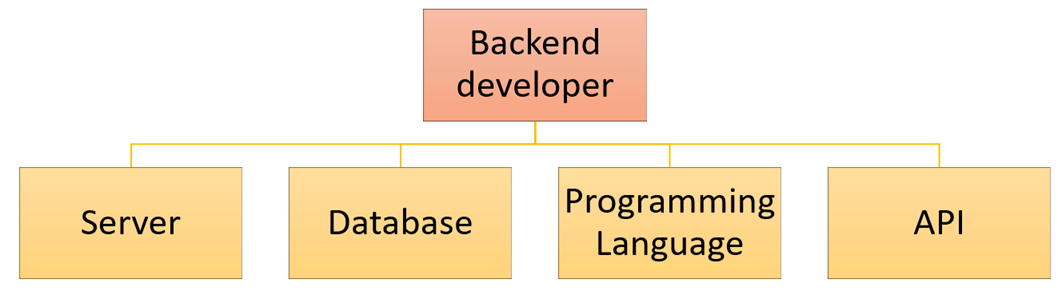 Backend
developer
Server
Database
Programming
Language
API